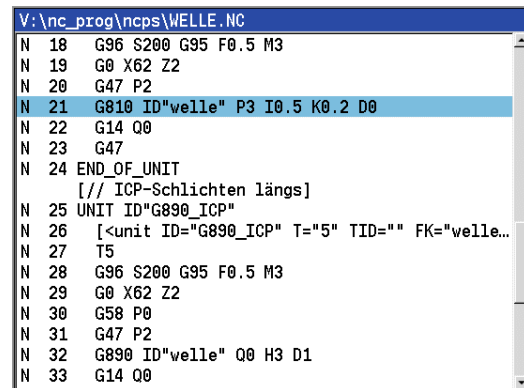 V:\nc_prog\ncps\WELLE.NC
N 18 G96 S200 G95 F0.5 M3
N 19 G0 X62 Z2
N 20 G47 P2
N 21 G810 ID"welle" P3 I0.5 K0.2 D0
N 22 G14 Q0
N 23 G47
N 24 END_OF_UNIT
[// ICP-Schlichten längs]
N 25 UNIT ID"G890_ICP"
N 26 [<unit ID="G890_ICP" T="5" TID="" FK="welle…
N 27 T5
N 28 G96 S200 G95 F0.5 M3
N 29 G0 X62 Z2
N 30 G58 P0
N 31 G47 P2
N 32 G890 ID"welle" Q0 H3 D1
N 33 G14 Q0